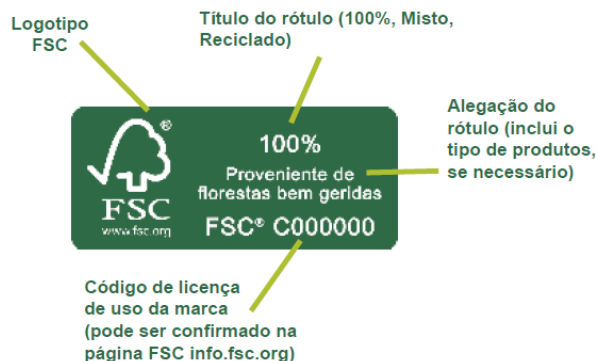 Logotipo
FSC
Título do rótulo (100%, Misto,
Reciclado)
Alegação do
rótulo (inclui o
tipo de produtos,
se necessário)
®
FSC
www.fsc.org
100%
Proveniente de
florestas bem geridas
FSC® C000000
Código de licença
de uso da marca
(pode ser confirmado na
página FSC info.fsc.org)